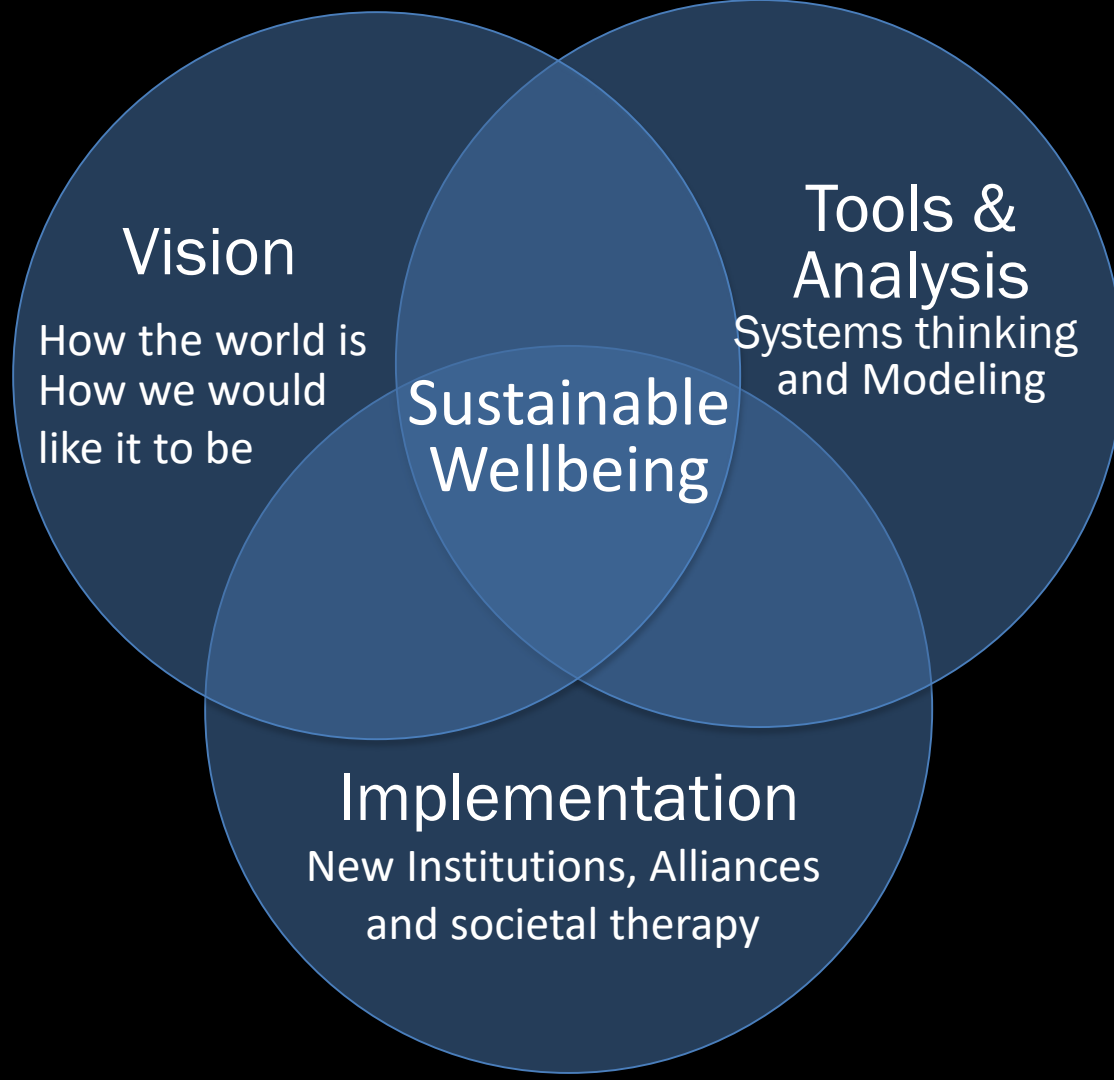 Vision
How the world is
How we would
like it to be
Tools &
Analysis
Systems thinking
and Modeling
Sustainable
Wellbeing
Implementation
New Institutions, Alliances
and societal therapy